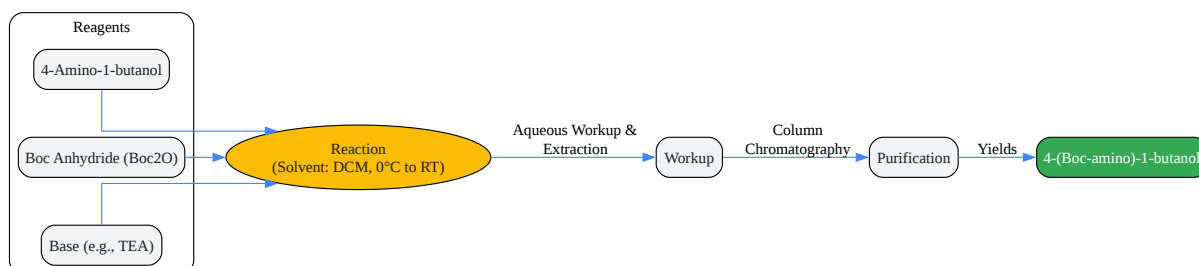 Reagents
4-Amino-1-butanol
Boc Anhydride (Boc2O)
Base (e.g., TEA)
Reaction
(Solvent: DCM, 0°C to RT)
Aqueous Workup &
Extraction
Workup
Column
Chromatography
Purification
Yields
4-(Boc-amino)-1-butanol